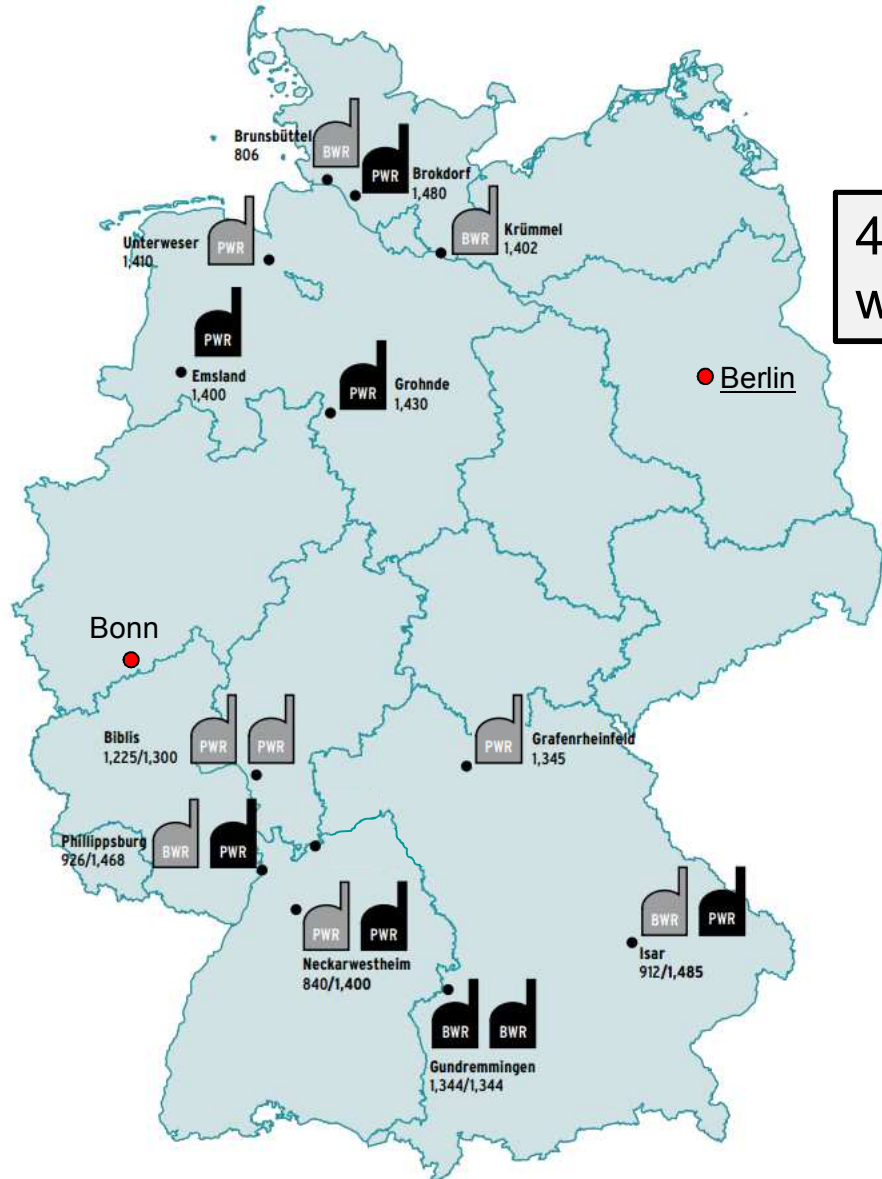 BWR
Brunsbüttel
806
PWR
Brokdorf
1,480
BWR
Krümmel
1,402
Unterweser
1,410
PWR
4
w
PWR
Emsland
1,400
PWR
Grohnde
1,430
Berlin
Bonn
Biblis
1,225/1,300
PWR
PWR
PWR
Grafenrheinfeld
1,345
Phillippsburg
926/1,468
BWR
PWR
PWR
PWR
Neckarwestheim
840/1,400
BWR
PWR
Isar
912/1,485
BWR
BWR
Gundremmingen
1,344/1,344